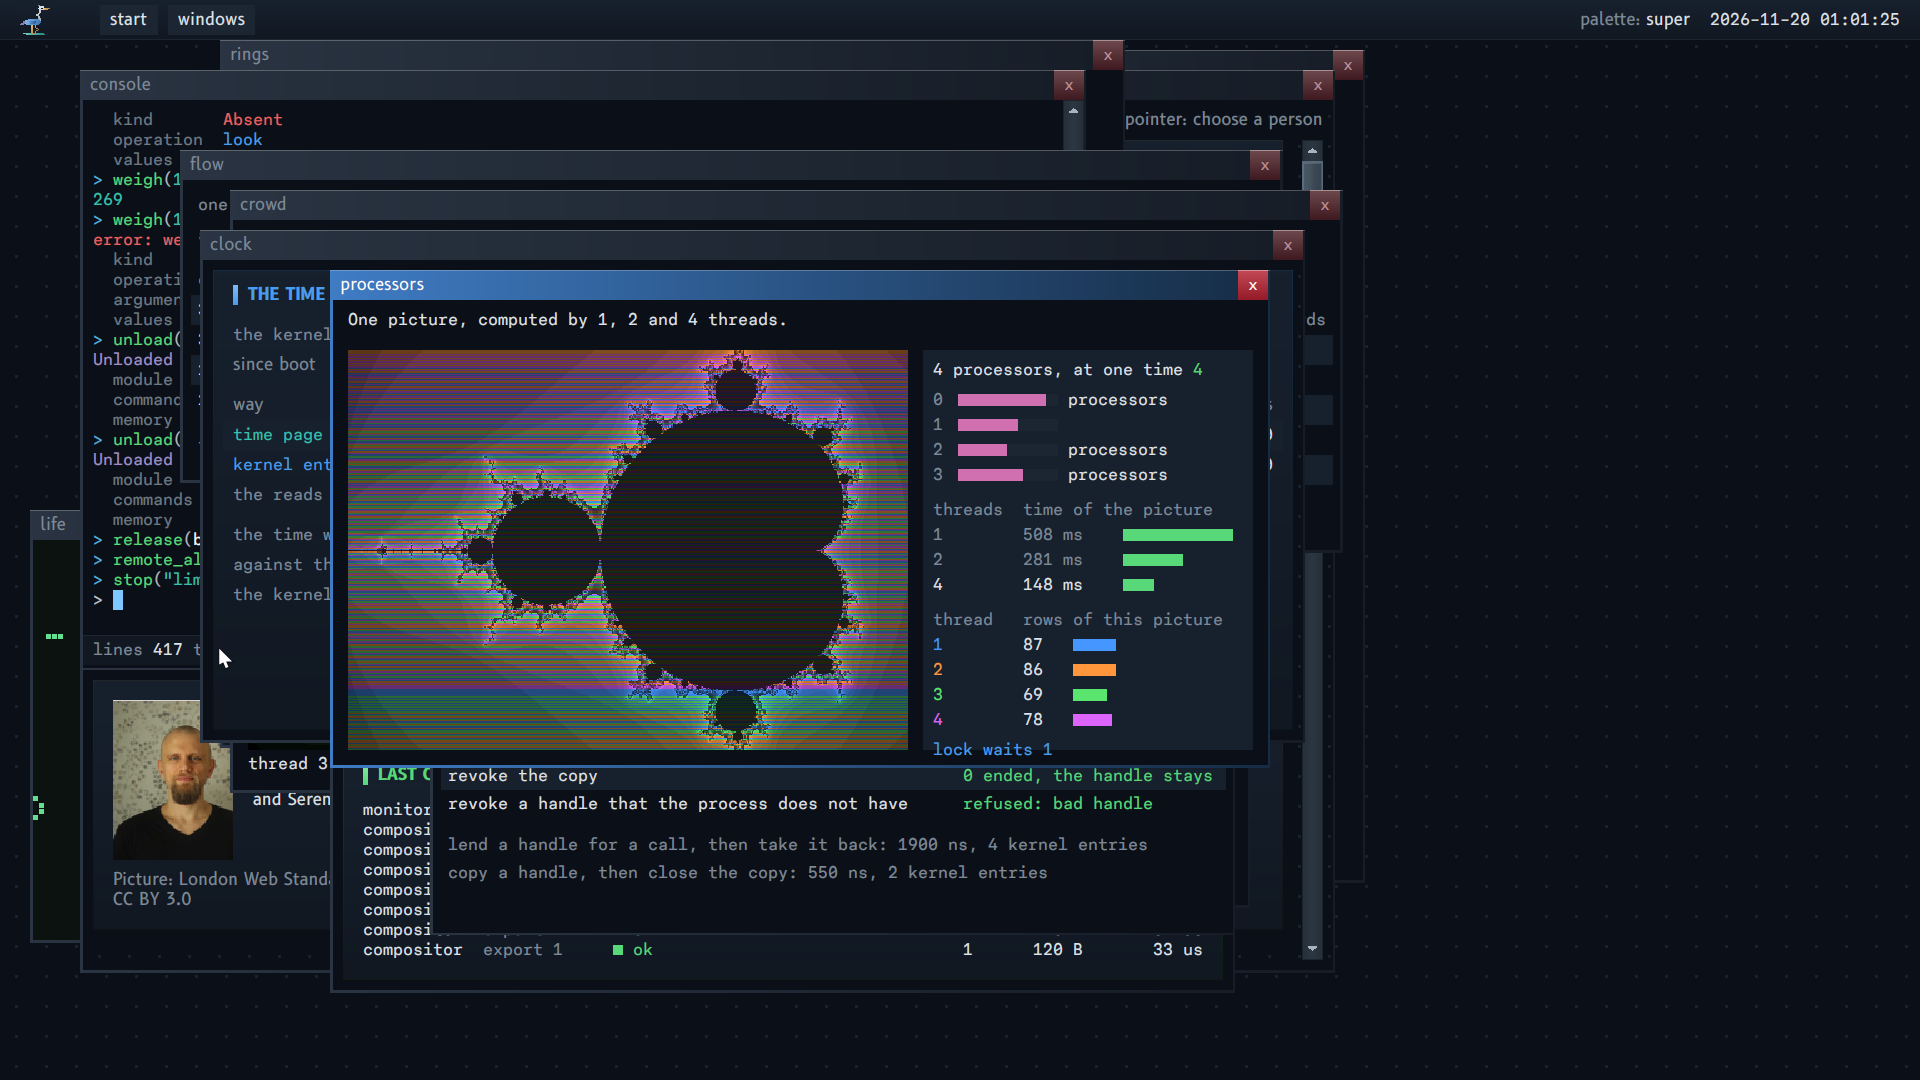 start windows palette: super 2026-11-20 01:01:25
rings x
x
console x
x
kind Absent
operation look
values
pointer: choose a person
flow x
> weigh(1
269
> weigh(1
error: we
kind
operati
argumen
values
> unload(
Unloaded
module
command
memory
> unload(
Unloaded
module
commands
memory
> release(b
> remote_al
> stop("lim
>
lines 417 t
one
crowd x
clock x
THE TIME
the kernel
since boot
way
time page
kernel ent
the reads
the time w
against th
the kernel
ds
processors x
One picture, computed by 1, 2 and 4 threads.
4 processors, at one time 4
0 processors
1
2 processors
3 processors
threads time of the picture
1 508 ms
2 281 ms
4 148 ms
thread rows of this picture
1 87
2 86
3 69
4 78
lock waits 1
life
thread 3
and Seren
Picture: London Web Standa
CC BY 3.0
LAST C
monitor
composi
composi
composi
composi
composi
composi
compositor export 1 ok 1 120 B 33 us
revoke the copy 0 ended, the handle stays
revoke a handle that the process does not have refused: bad handle
lend a handle for a call, then take it back: 1900 ns, 4 kernel entries
copy a handle, then close the copy: 550 ns, 2 kernel entries